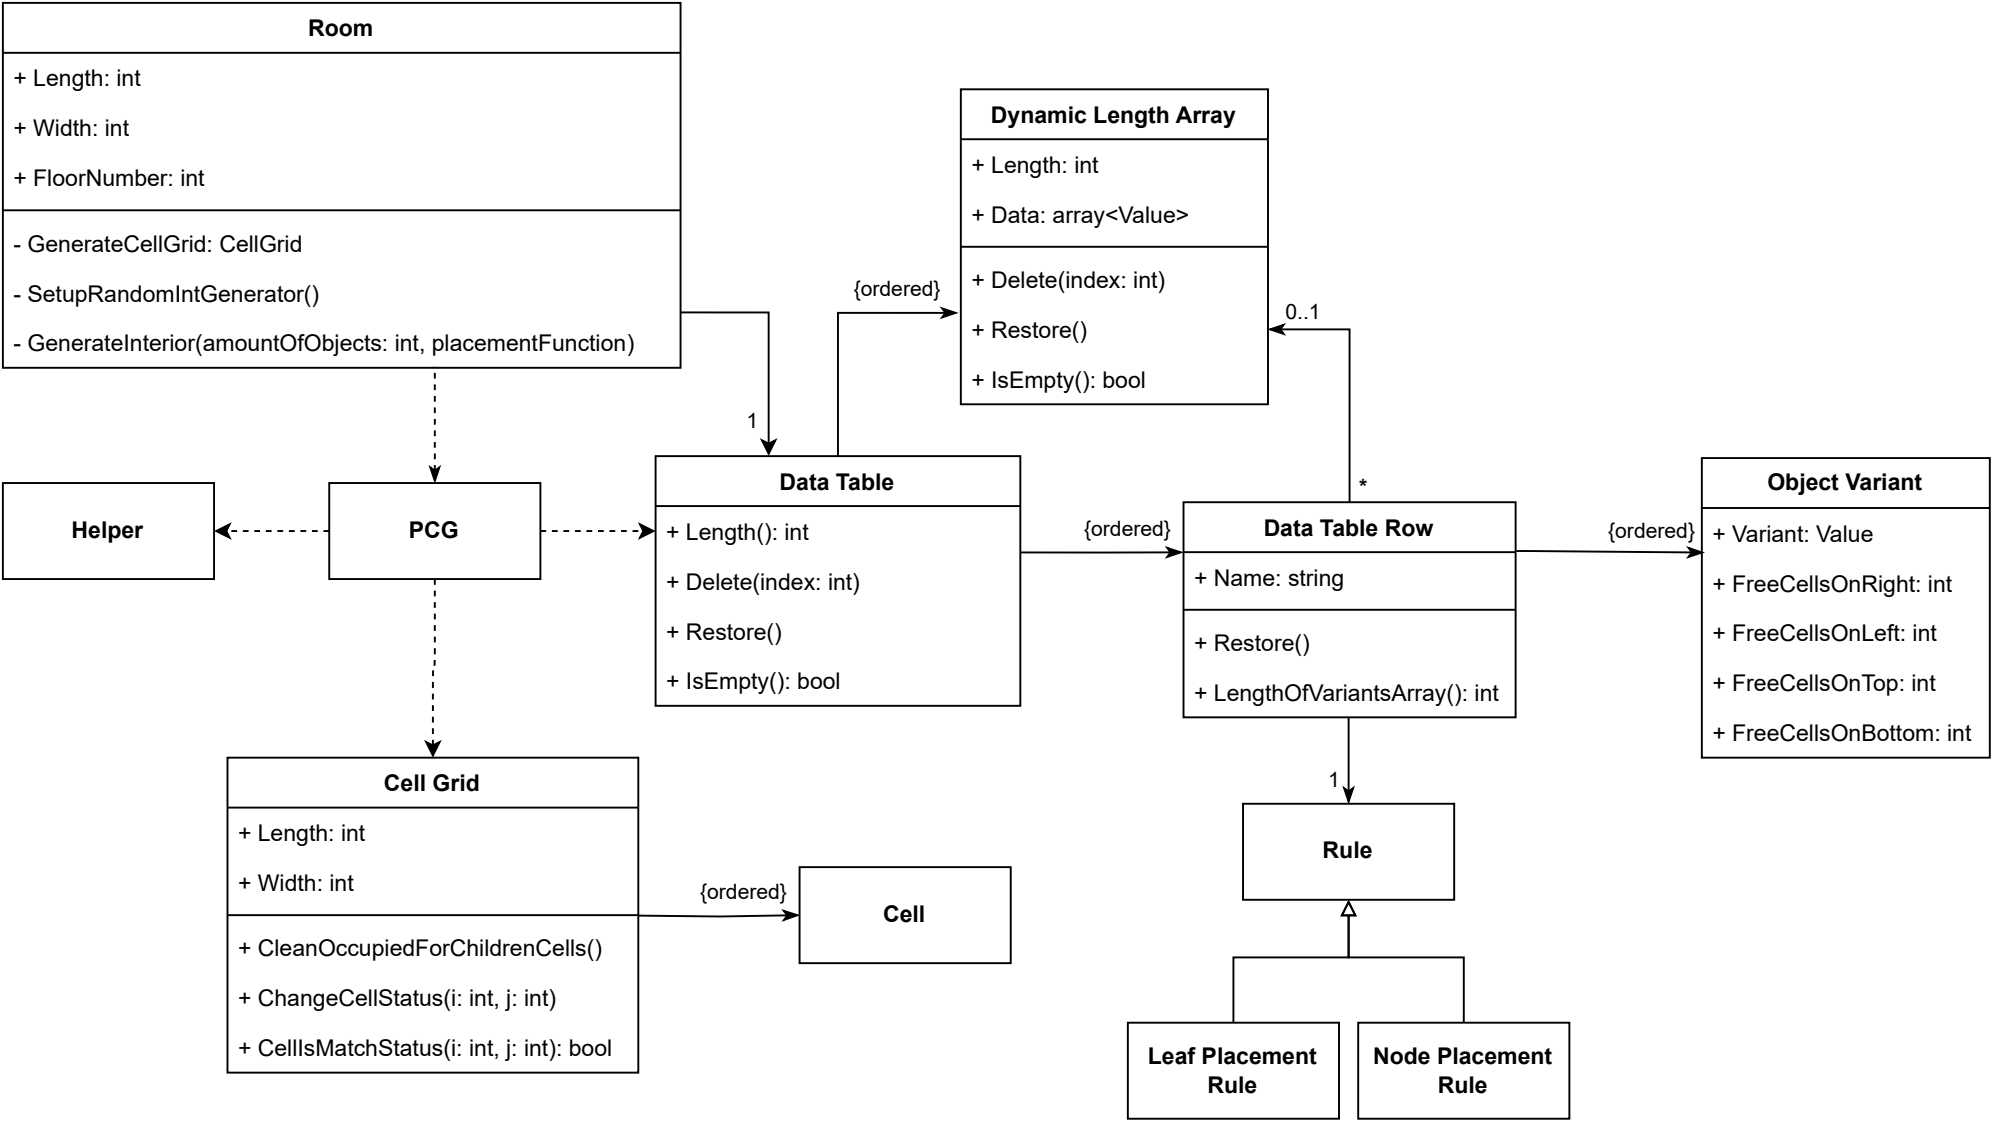 Room
+ Length: int
+ Width: int
+ FloorNumber: int
- GenerateCellGrid: CellGrid
- SetupRandomIntGenerator()
- GenerateInterior(amountOfObjects: int, placementFunction)
Dynamic Length Array
+ Length: int
+ Data: array<Value>
+ Delete(index: int)
+ Restore()
+ IsEmpty(): bool
{ordered}
0..1
1
*
Helper
PCG
Data Table
+ Length(): int
+ Delete(index: int)
+ Restore()
+ IsEmpty(): bool
{ordered}
Data Table Row
+ Name: string
+ Restore()
+ LengthOfVariantsArray(): int
{ordered}
Object Variant
+ Variant: Value
+ FreeCellsOnRight: int
+ FreeCellsOnLeft: int
+ FreeCellsOnTop: int
+ FreeCellsOnBottom: int
1
Cell Grid
+ Length: int
+ Width: int
+ CleanOccupiedForChildrenCells()
+ ChangeCellStatus(i: int, j: int)
+ CellIsMatchStatus(i: int, j: int): bool
{ordered}
Cell
Rule
Leaf Placement
Rule
Node Placement
Rule